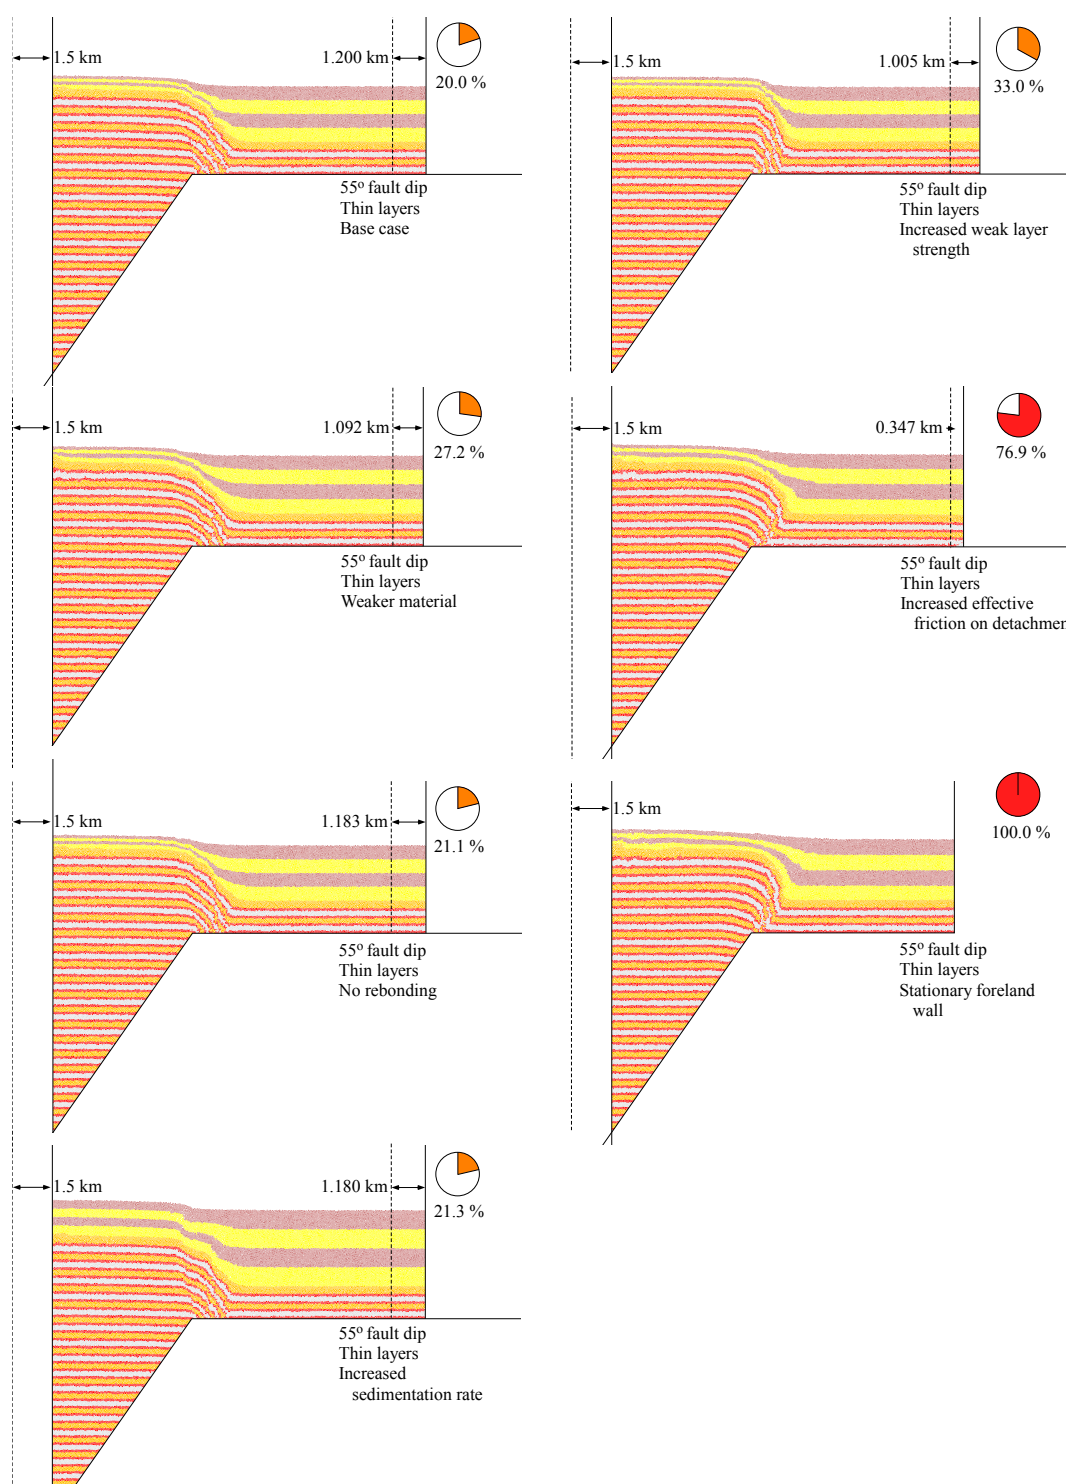 1.5 km
1.200 km
20.0 %
55º fault dip
Thin layers
Base case
1.5 km
1.005 km
33.0 %
55º fault dip
Thin layers
Increased weak layer
strength
1.5 km
1.092 km
27.2 %
55º fault dip
Thin layers
Weaker material
1.5 km
0.347 km
76.9 %
55º fault dip
Thin layers
Increased effective
friction on detachmen
1.5 km
1.183 km
21.1 %
55º fault dip
Thin layers
No rebonding
1.5 km
100.0 %
55º fault dip
Thin layers
Stationary foreland
wall
1.5 km
1.180 km
21.3 %
55º fault dip
Thin layers
Increased
sedimentation rate